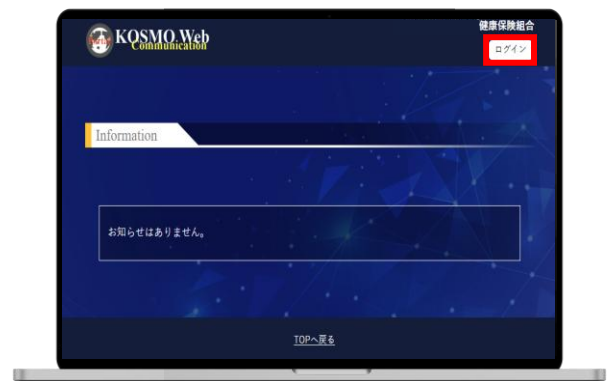 KOSMO Web
Communication
健康保険組合
ログイン
Information
お知らせはありません。
TOPへ戻る